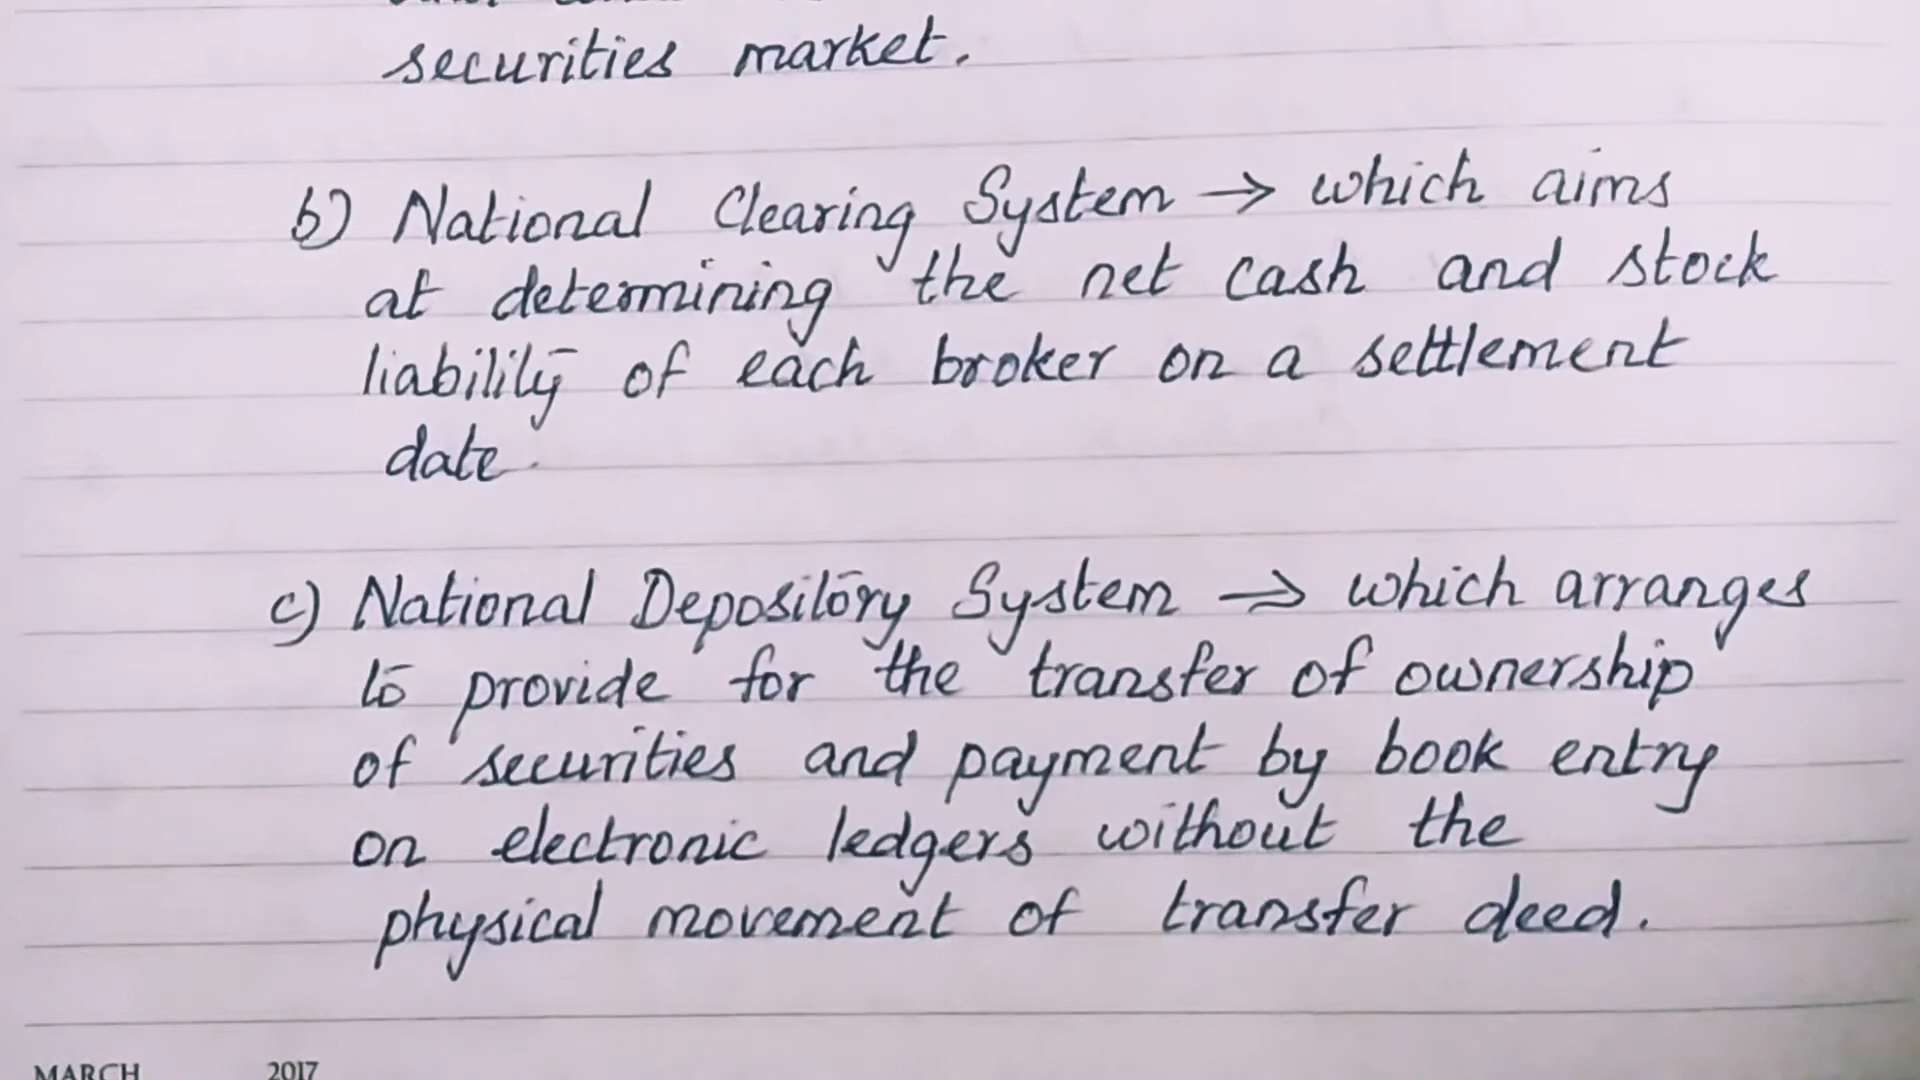 securities market.
b) National Clearing System → which aims
at determining the net cash and stock
liability of each broker on a settlement
date.
c) National Depository System → which arranges
to provide for the transfer of ownership
of securities and payment by book entry
on electronic ledgers without the
physical movement of transfer deed.
MARCH 2017